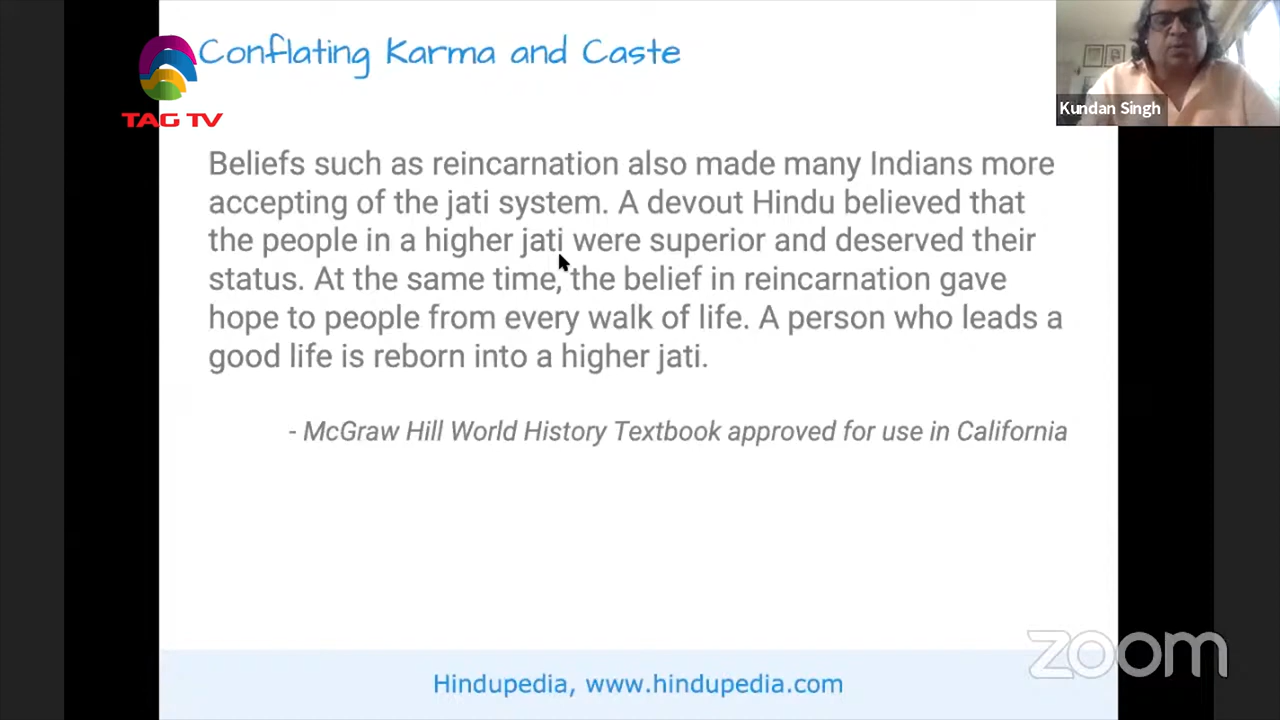 Conflating Karma and Caste
TAG TV
Kundan Singh
Beliefs such as reincarnation also made many Indians more
accepting of the jati system. A devout Hindu believed that
the people in a higher jati were superior and deserved their
status. At the same time, the belief in reincarnation gave
hope to people from every walk of life. A person who leads a
good life is reborn into a higher jati.
- McGraw Hill World History Textbook approved for use in California
zoom
Hindupedia, www.hindupedia.com